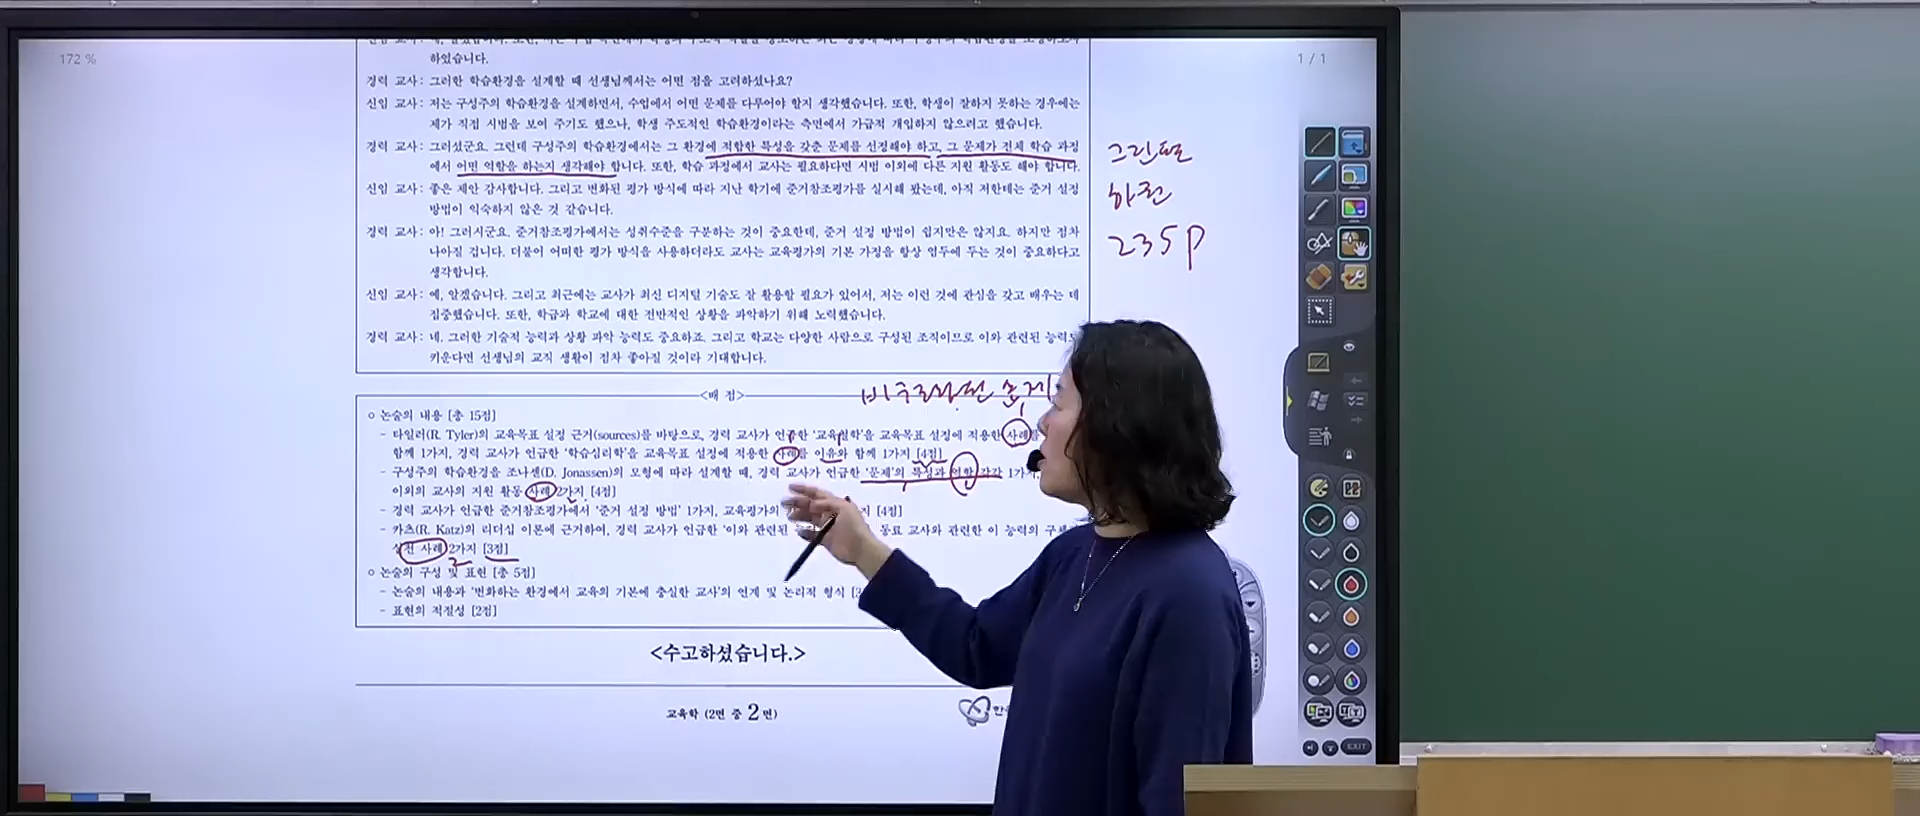 172 %
1 / 1
하였습니다.
경력 교사: 그러한 학습환경을 설계할 때 선생님께서는 어떤 점을 고려하셨나요?
신임 교사: 저는 구성주의 학습환경을 설계하면서, 수업에서 어떤 문제를 다루어야 할지 생각했습니다. 또한, 학생이 잘하지 못하는 경우에는
제가 직접 시범을 보여 주기도 했으나, 학생 주도적인 학습환경이라는 측면에서 가급적 개입하지 않으려고 했습니다.
경력 교사: 그러셨군요. 그런데 구성주의 학습환경에서는 그 환경에 적합한 특성을 갖춘 문제를 선정해야 하고, 그 문제가 전체 학습 과정
에서 어떤 역할을 하는지 생각해야 합니다. 또한, 학습 과정에서 교사는 필요하다면 시범 이외에 다른 지원 활동도 해야 합니다.
신임 교사: 좋은 제안 감사합니다. 그리고 변화된 평가 방식에 따라 지난 학기에 준거참조평가를 실시해 봤는데, 아직 저한테는 준거 설정
방법이 익숙하지 않은 것 같습니다.
경력 교사: 아! 그러시군요. 준거참조평가에서는 성취수준을 구분하는 것이 중요한데, 준거 설정 방법이 쉽지만은 않지요. 하지만 점차
나아질 겁니다. 더불어 어떠한 평가 방식을 사용하더라도 교사는 교육평가의 기본 가정을 항상 염두에 두는 것이 중요하다고
생각합니다.
신임 교사: 예, 알겠습니다. 그리고 최근에는 교사가 최신 디지털 기술도 잘 활용할 필요가 있어서, 저는 이런 것에 관심을 갖고 배우는 데
집중했습니다. 또한, 학급과 학교에 대한 전반적인 상황을 파악하기 위해 노력했습니다.
경력 교사: 네, 그러한 기술적 능력과 상황 파악 능력도 중요하죠. 그리고 학교는 다양한 사람으로 구성된 조직이므로 이와 관련된 능력도
키운다면 선생님의 교직 생활이 점차 좋아질 것이라 기대합니다.
하권
235p
<배 점>
○ 논술의 내용 [총 15점]
- 타일러(R. Tyler)의 교육목표 설정 근거(sources)를 바탕으로, 경력 교사가 언급한 '교육철학'을 교육목표 설정에 적용한 사례를
함께 1가지, 경력 교사가 언급한 '학습심리학'을 교육목표 설정에 적용한 사례를 이유와 함께 1가지 [4점]
- 구성주의 학습환경을 조나센(D. Jonassen)의 모형에 따라 설계할 때, 경력 교사가 언급한 '문제'의 특성과 역할 각각 1가지,
이외의 교사의 지원 활동 사례 2가지 [4점]
- 경력 교사가 언급한 준거참조평가에서 '준거 설정 방법' 1가지, 교육평가의 [4점]
- 카츠(R. Katz)의 리더십 이론에 근거하여, 경력 교사가 언급한 '이와 관련된 동료 교사와 관련한 이 능력의
실천 사례 2가지 [3점]
○ 논술의 구성 및 표현 [총 5점]
- 논술의 내용과 '변화하는 환경에서 교육의 기본에 충실한 교사'의 연계 및 논리적 형식
- 표현의 적절성 [2점]
<수고하셨습니다.>
교육학 (2면 중 2면)
EXIT